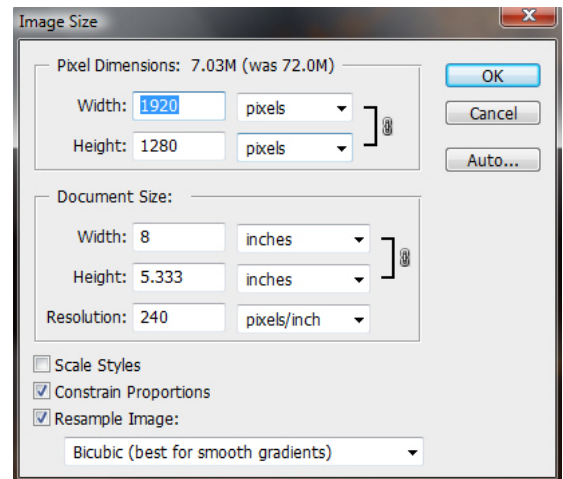 Image Size
Pixel Dimensions: 7.03M (was 72.0M)
Width: 1920 pixels
Height: 1280 pixels
OK
Cancel
Auto...
Document Size:
Width: 8 inches
Height: 5.333 inches
Resolution: 240 pixels/inch
Scale Styles
Constrain Proportions
Resample Image:
Bicubic (best for smooth gradients)